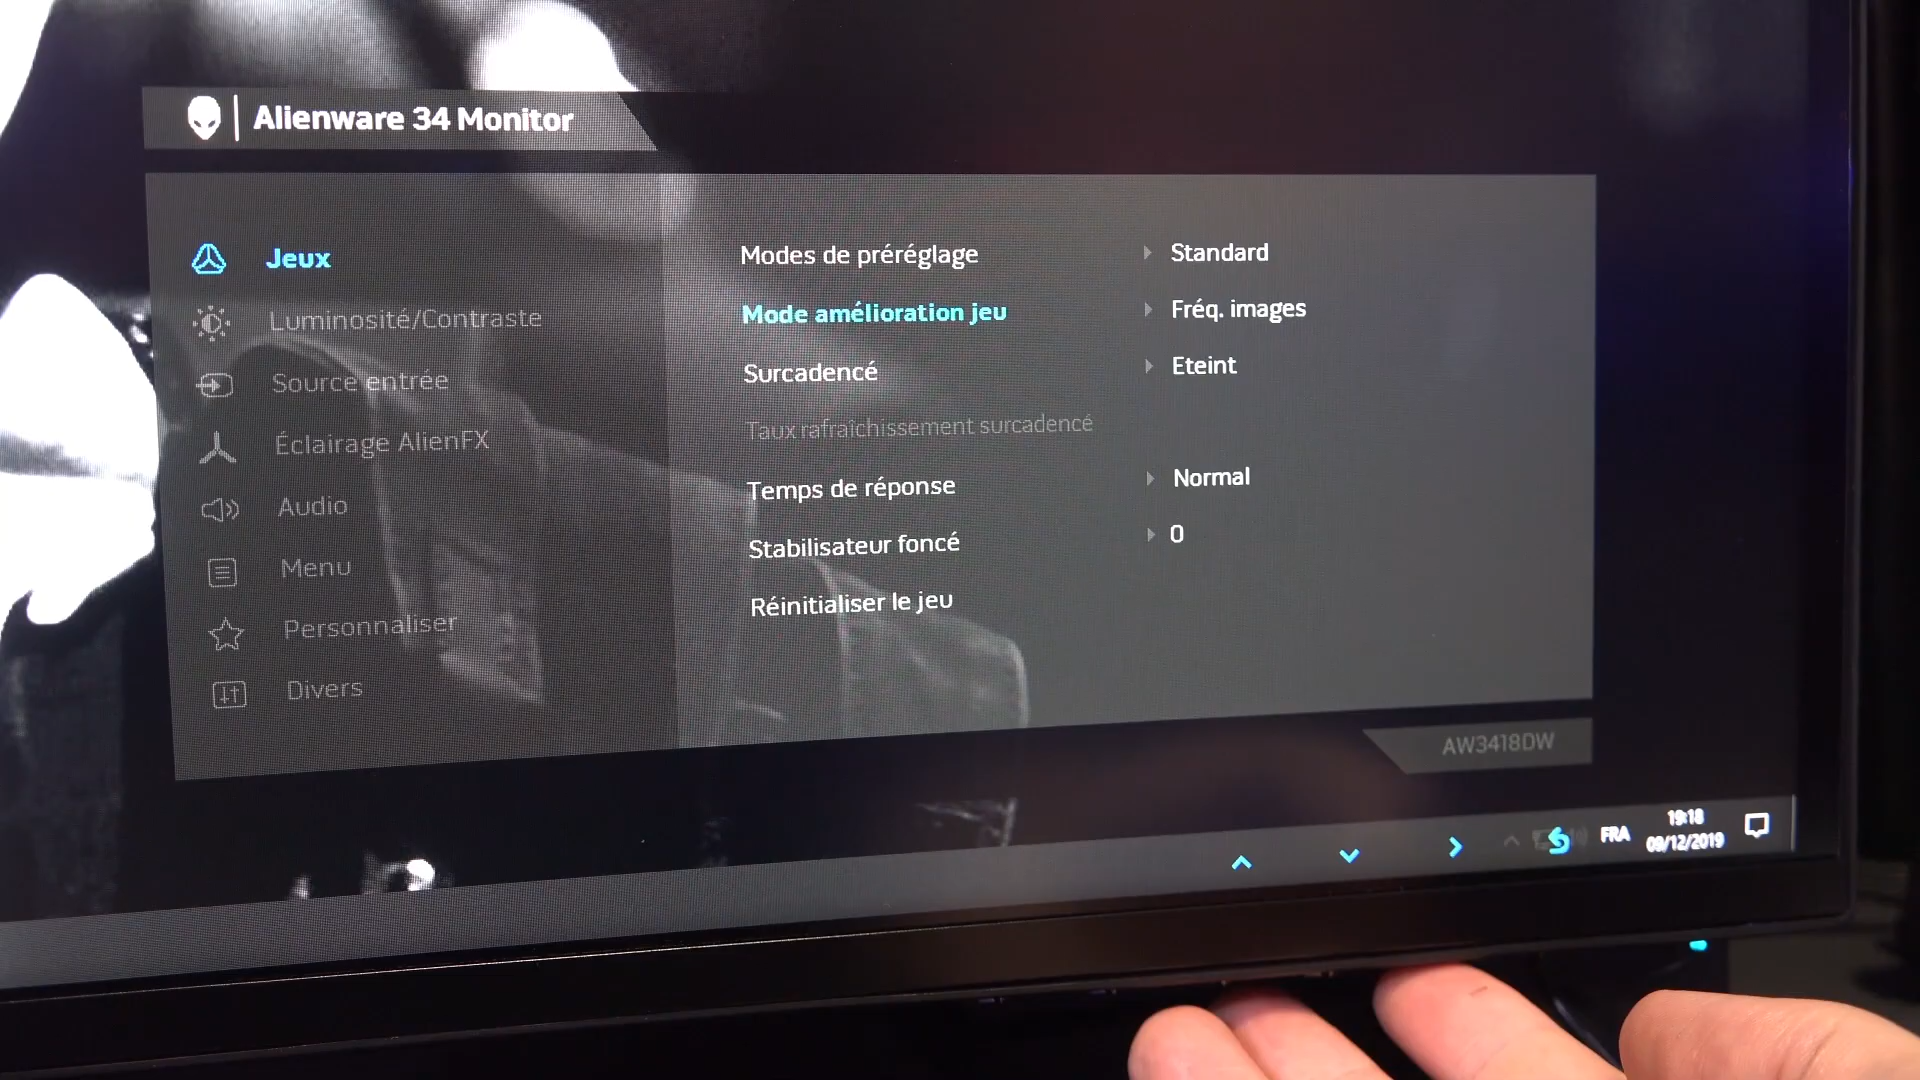 Alienware 34 Monitor
Jeux
Luminosité/Contraste
Source entrée
Éclairage AlienFX
Audio
Menu
Personnaliser
Divers
Modes de préréglage Standard
Mode amélioration jeu Fréq. images
Surcadencé Eteint
Taux rafraîchissement surcadencé
Temps de réponse Normal
Stabilisateur foncé 0
Réinitialiser le jeu
AW3418DW
FRA
19:18
09/12/2019